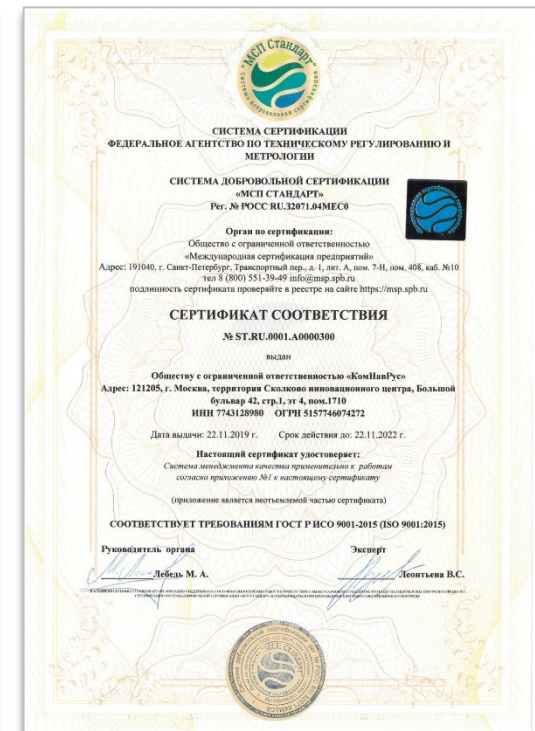 "МСП Стандарт"
СИСТЕМА СЕРТИФИКАЦИИ
ФЕДЕРАЛЬНОЕ АГЕНТСТВО ПО ТЕХНИЧЕСКОМУ РЕГУЛИРОВАНИЮ И
МЕТРОЛОГИИ
СИСТЕМА ДОБРОВОЛЬНОЙ СЕРТИФИКАЦИИ
«МСП СТАНДАРТ»
Рег. № РОСС RU.32071.04МЕС0
Орган по сертификации:
Общество с ограниченной ответственностью
«Международная сертификация предприятий»
Адрес: 191040, г. Санкт-Петербург, Транспортный пер., д. 1, лит. А, пом. 7-Н, ком. 408, каб. №10
тел 8 (800) 551-39-49 info@msp.spb.ru
подлинность сертификата проверяйте в реестре на сайте https://msp.spb.ru
СЕРТИФИКАТ СООТВЕТСТВИЯ
№ ST.RU.0001.A0000300
выдан
Обществу с ограниченной ответственностью «КомНавРус»
Адрес: 121205, г. Москва, территория Сколково инновационного центра, Большой
бульвар 42, стр.1, эт 4, пом.1710
ИНН 7743128980 ОГРН 5157746074272
Дата выдачи: 22.11.2019 г. Срок действия до: 22.11.2022 г.
Настоящий сертификат удостоверяет:
Система менеджмента качества применительно к работам
согласно приложению №1 к настоящему сертификату
(приложение является неотъемлемой частью сертификата)
СООТВЕТСТВУЕТ ТРЕБОВАНИЯМ ГОСТ Р ИСО 9001-2015 (ISO 9001:2015)
Руководитель органа Эксперт
Лебедь М. А. Леонтьева В.С.
МСП Стандарт